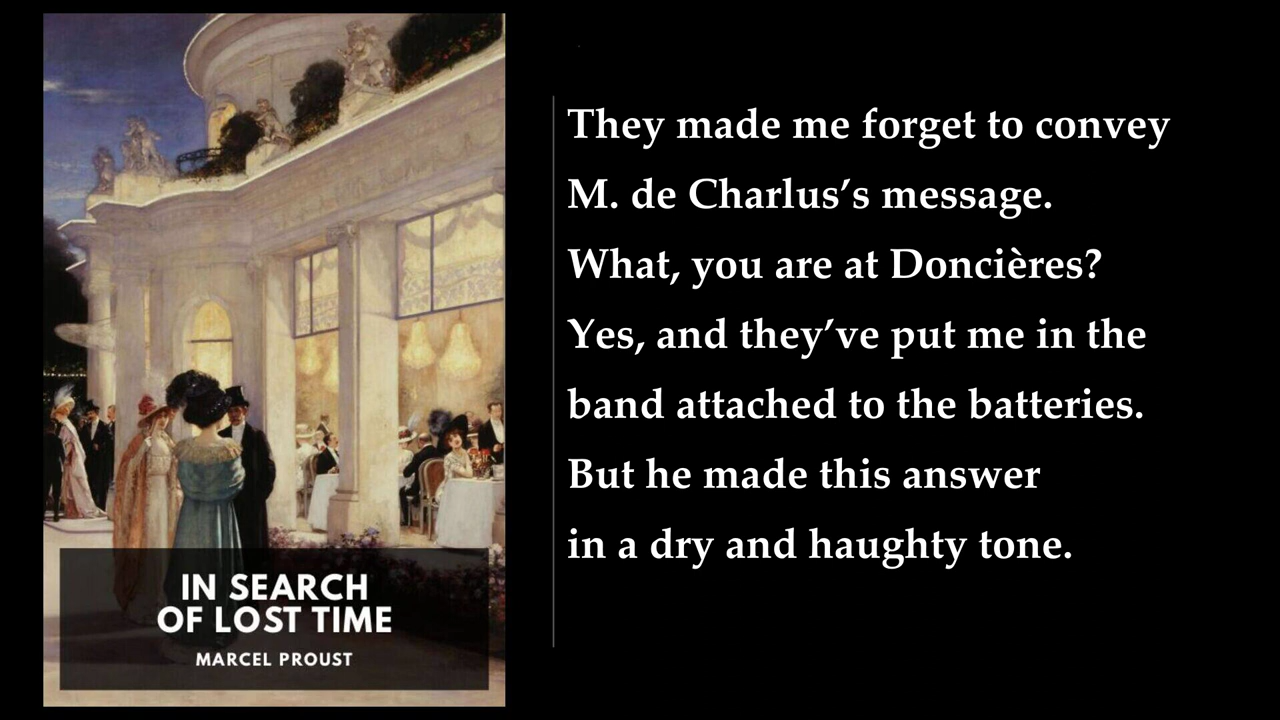 They made me forget to convey
M. de Charlus’s message.
What, you are at Doncières?
Yes, and they’ve put me in the
band attached to the batteries.
But he made this answer
in a dry and haughty tone.
IN SEARCH
OF LOST TIME
MARCEL PROUST